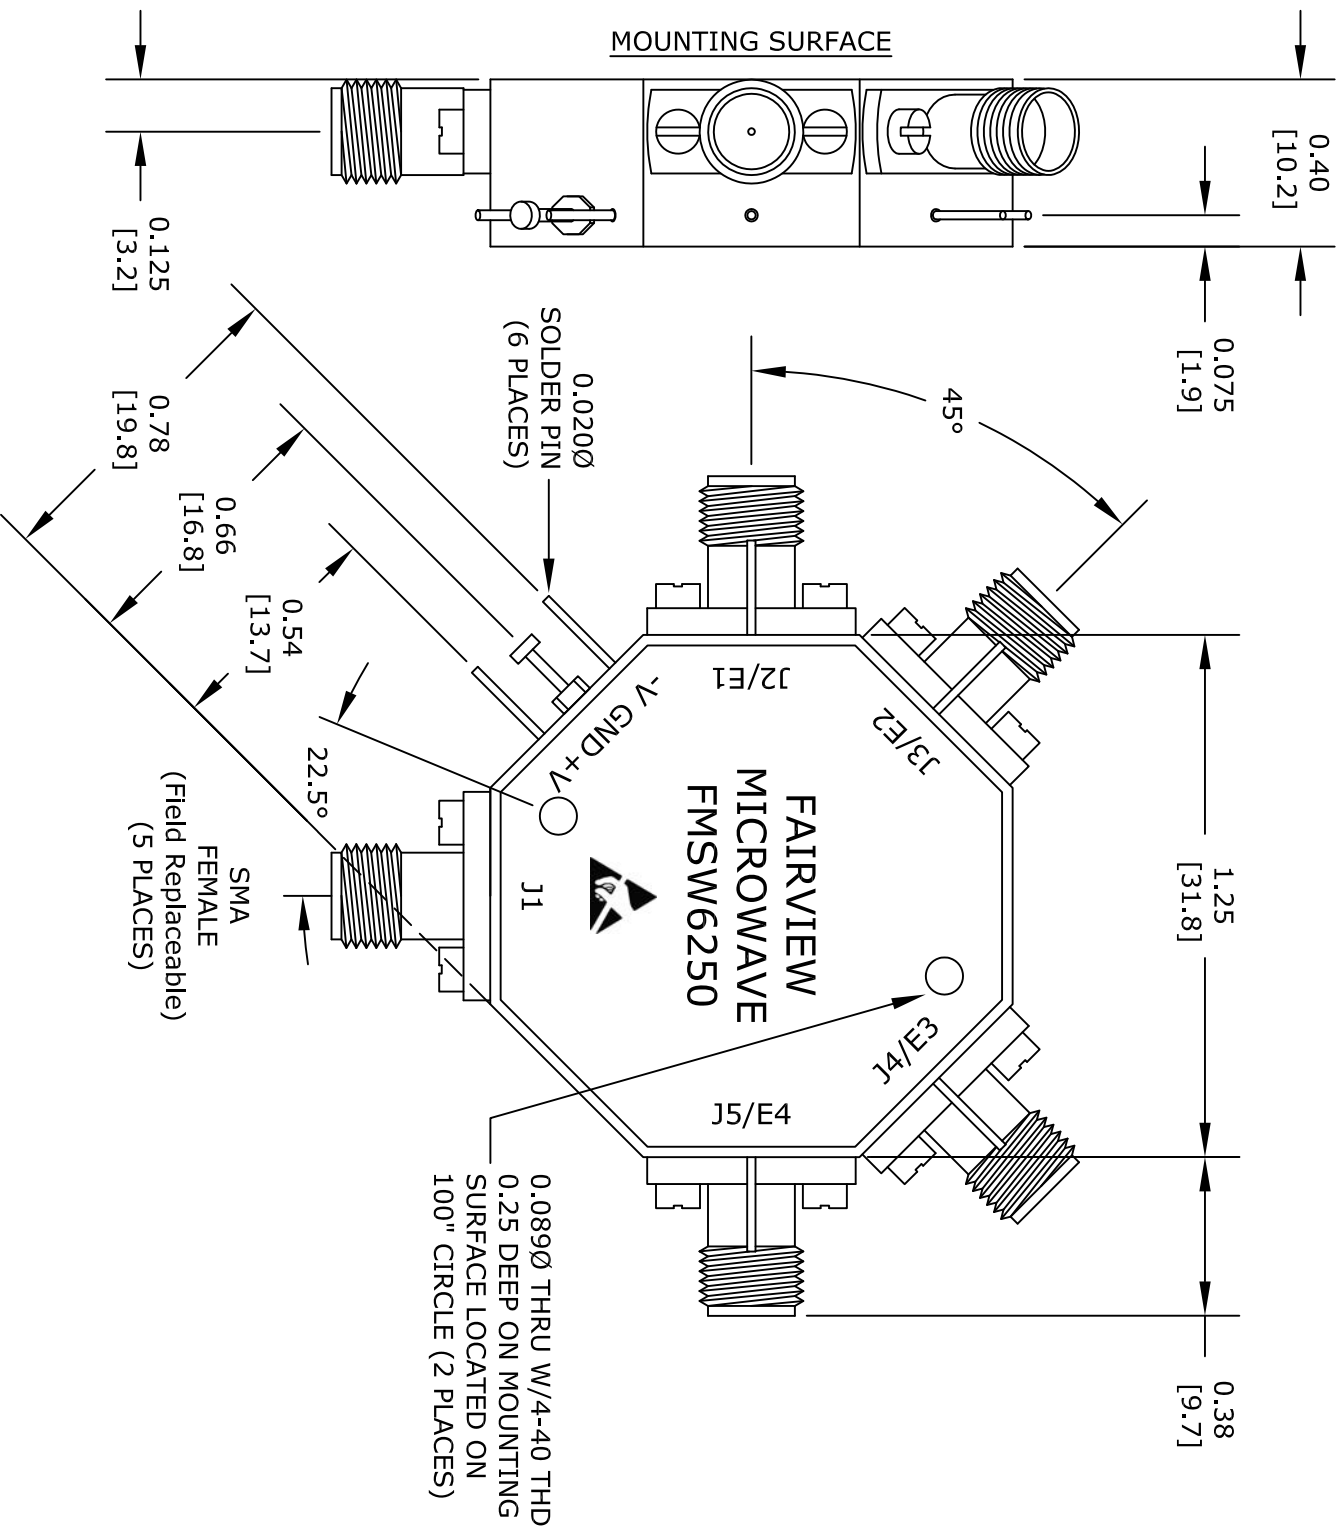 MOUNTING SURFACE
0.40
[10.2]
0.075
[1.9]
0.125
[3.2]
0.78
[19.8]
0.66
[16.8]
0.54
[13.7]
0.020Ø
SOLDER PIN
(6 PLACES)
45°
22.5°
J2/E1
J3/E2
-V GND+V
J1
FAIRVIEW
MICROWAVE
FMSW6250
J4/E3
J5/E4
1.25
[31.8]
0.38
[9.7]
SMA
FEMALE
(Field Replaceable)
(5 PLACES)
0.089Ø THRU W/4-40 THD
0.25 DEEP ON MOUNTING
SURFACE LOCATED ON
100" CIRCLE (2 PLACES)